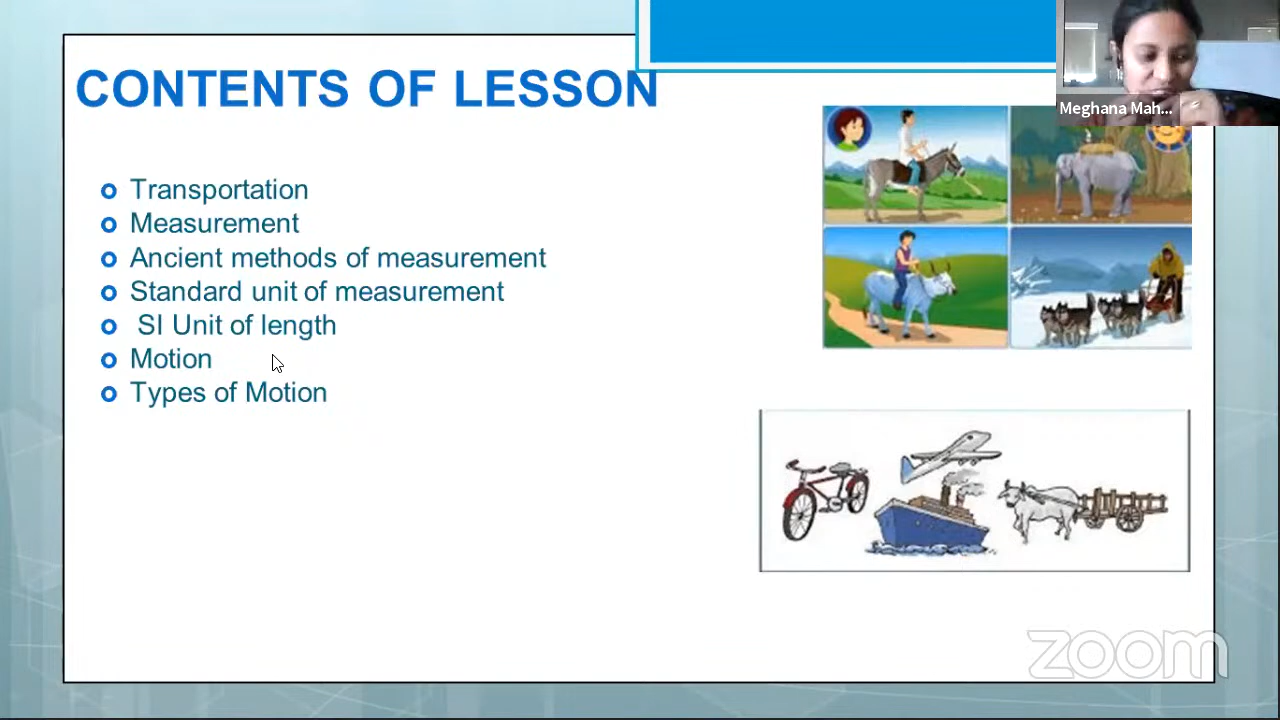 CONTENTS OF LESSON
Meghana Mah...
Transportation
Measurement
Ancient methods of measurement
Standard unit of measurement
SI Unit of length
Motion
Types of Motion
zoom